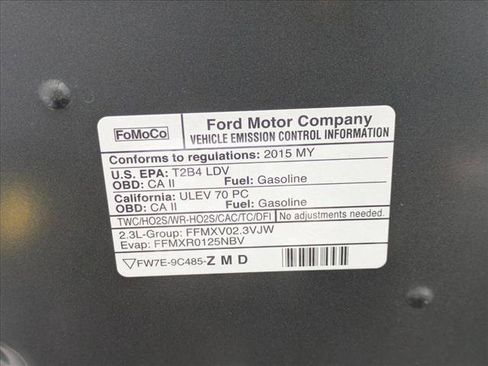 FoMoCo
Ford Motor Company
VEHICLE EMISSION CONTROL INFORMATION
Conforms to regulations: 2015 MY
U.S. EPA: T2B4 LDV
OBD: CA II Fuel: Gasoline
California: ULEV 70 PC
OBD: CA II Fuel: Gasoline
TWC/HO2S/WR-HO2S/CAC/TC/DFI No adjustments needed.
2.3L-Group: FFMXV02.3VJW
Evap: FFMXR0125NBV
▽FW7E-9C485-Z M D